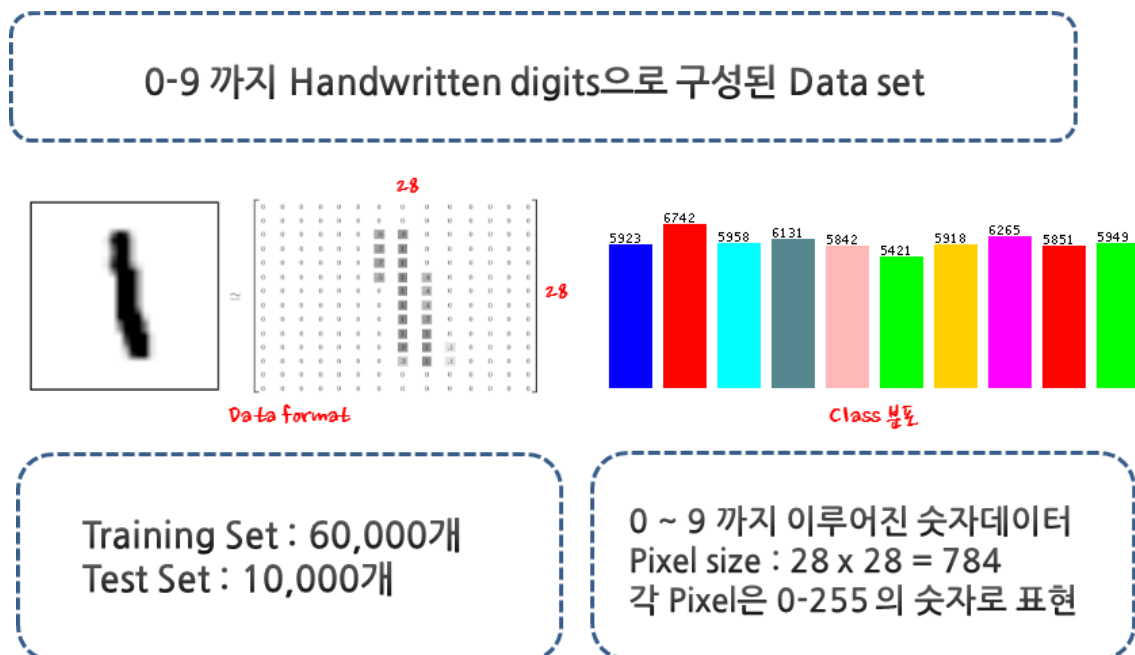 0-9 까지 Handwritten digits으로 구성된 Data set
28
28
Data format
5923 6742 5958 6131 5842 5421 5918 6265 5851 5949
Class 분포
Training Set : 60,000개
Test Set : 10,000개
0 ~ 9 까지 이루어진 숫자데이터
Pixel size : 28 x 28 = 784
각 Pixel은 0-255 의 숫자로 표현